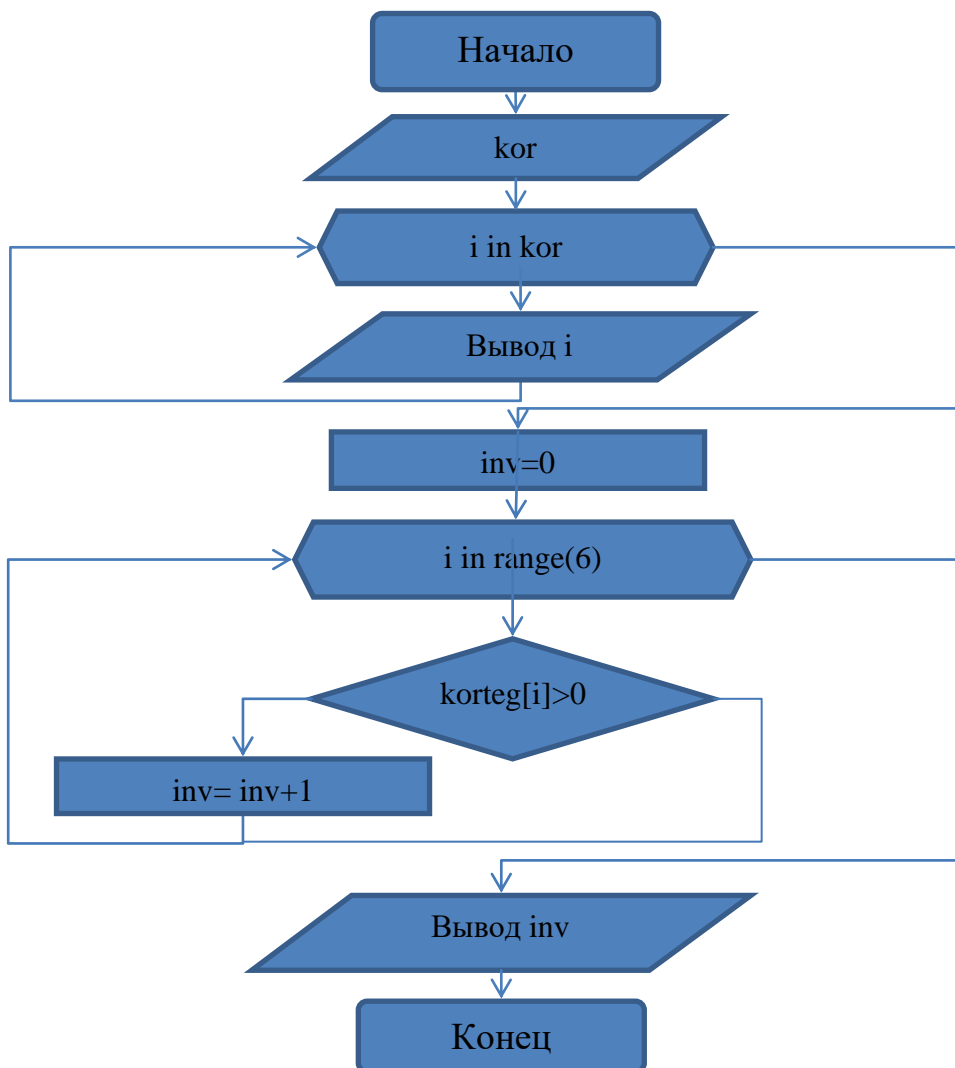 Начало
kor
i in kor
Вывод i
inv=0
i in range(6)
korteg[i]>0
inv= inv+1
Вывод inv
Конец